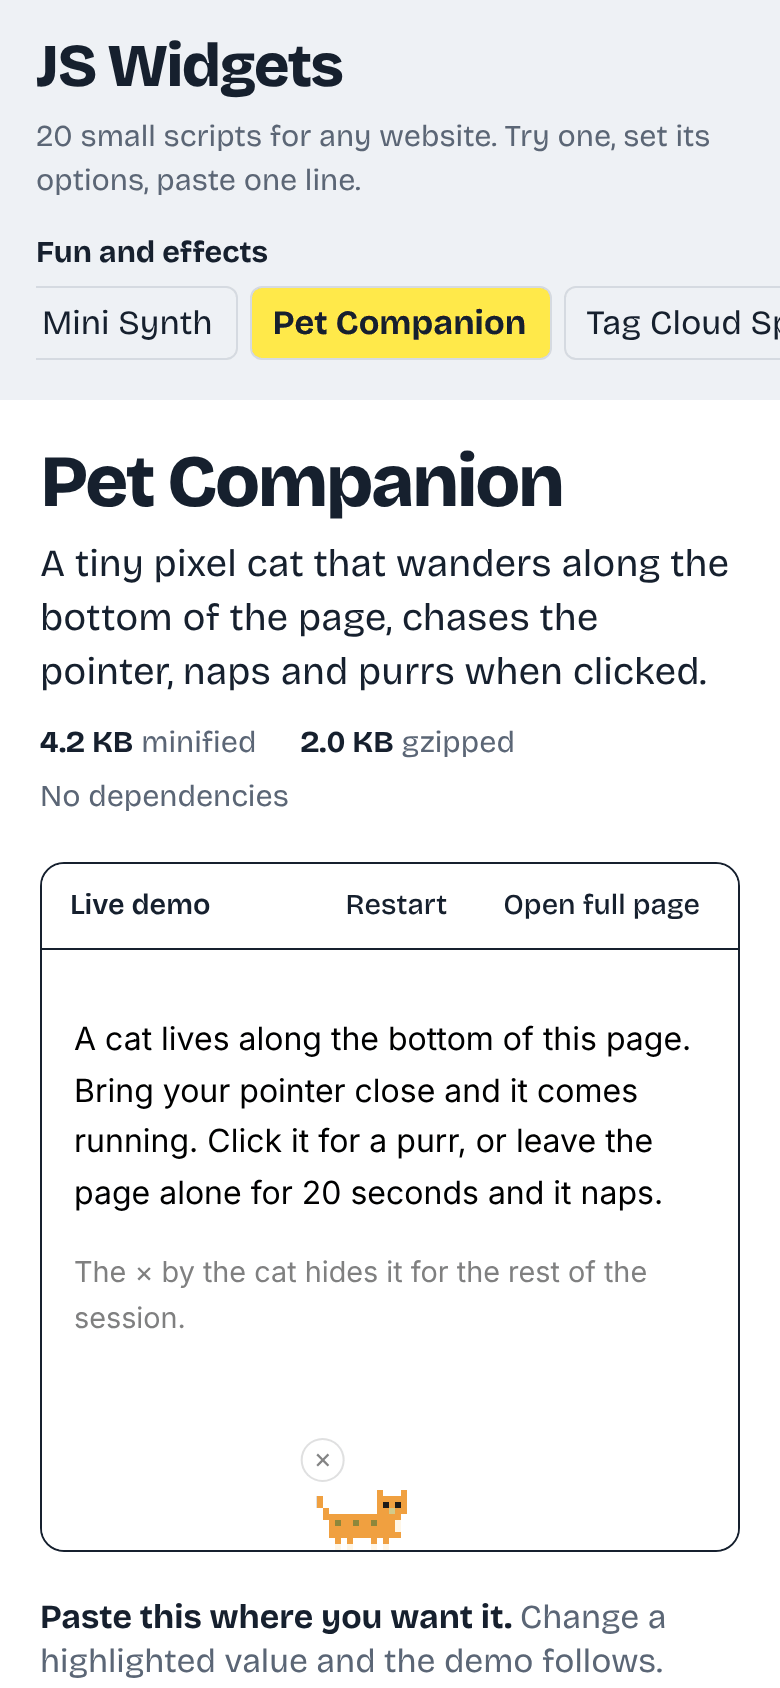 JS Widgets
20 small scripts for any website. Try one, set its
options, paste one line.
Fun and effects
Mini Synth
Pet Companion
Tag Cloud Sp
Pet Companion
A tiny pixel cat that wanders along the
bottom of the page, chases the
pointer, naps and purrs when clicked.
4.2 KB minified 2.0 KB gzipped
No dependencies
Live demo
Restart
Open full page
A cat lives along the bottom of this page.
Bring your pointer close and it comes
running. Click it for a purr, or leave the
page alone for 20 seconds and it naps.
The × by the cat hides it for the rest of the
session.
×
Paste this where you want it. Change a
highlighted value and the demo follows.